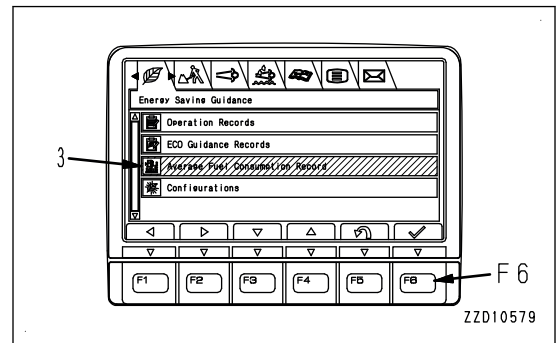 Energy Saving Guidance
Operation Records
ECO Guidance Records
3
Average Fuel Consumption Record
Configurations
F1 F2 F3 F4 F5 F6
F6
ZZD10579